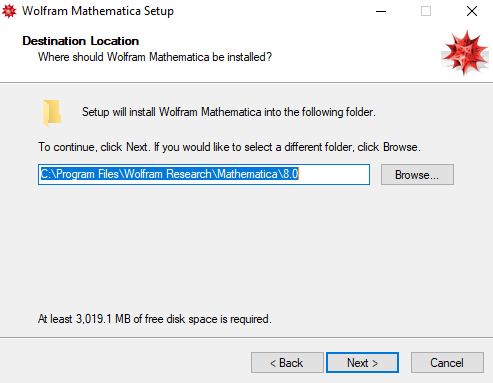 Wolfram Mathematica Setup
Destination Location
Where should Wolfram Mathematica be installed?
Setup will install Wolfram Mathematica into the following folder.
To continue, click Next. If you would like to select a different folder, click Browse.
C:\Program Files\Wolfram Research\Mathematica\8.0
Browse...
At least 3,019.1 MB of free disk space is required.
< Back
Next >
Cancel